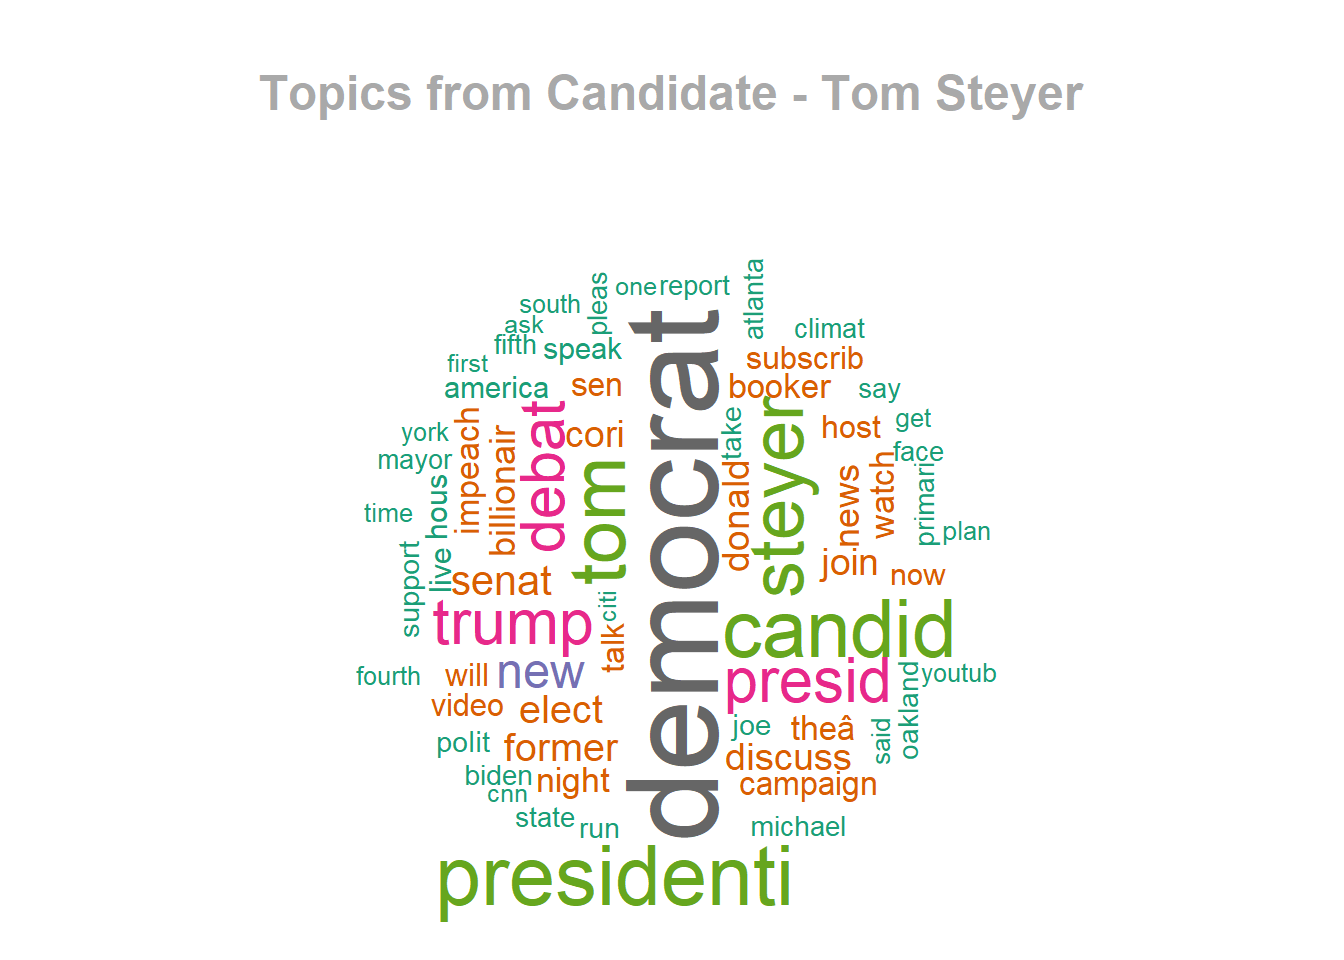 Topics from Candidate - Tom Steyer
one
report
atlanta
pleas
south
ask
climat
fifth
speak
subscrib
first
america
sen
booker
say
democrat
steyer
debat
cori
take
host
get
york
impeach
billionair
mayor
tom
donald
news
watch
face
primari
hous
time
plan
support
live
senat
join
now
citi
trump
candid
talk
new
will
presid
oakland
youtub
fourth
video
elect
joe
theâ
said
polit
former
discuss
biden
night
campaign
cnn
state
run
michael
presidenti